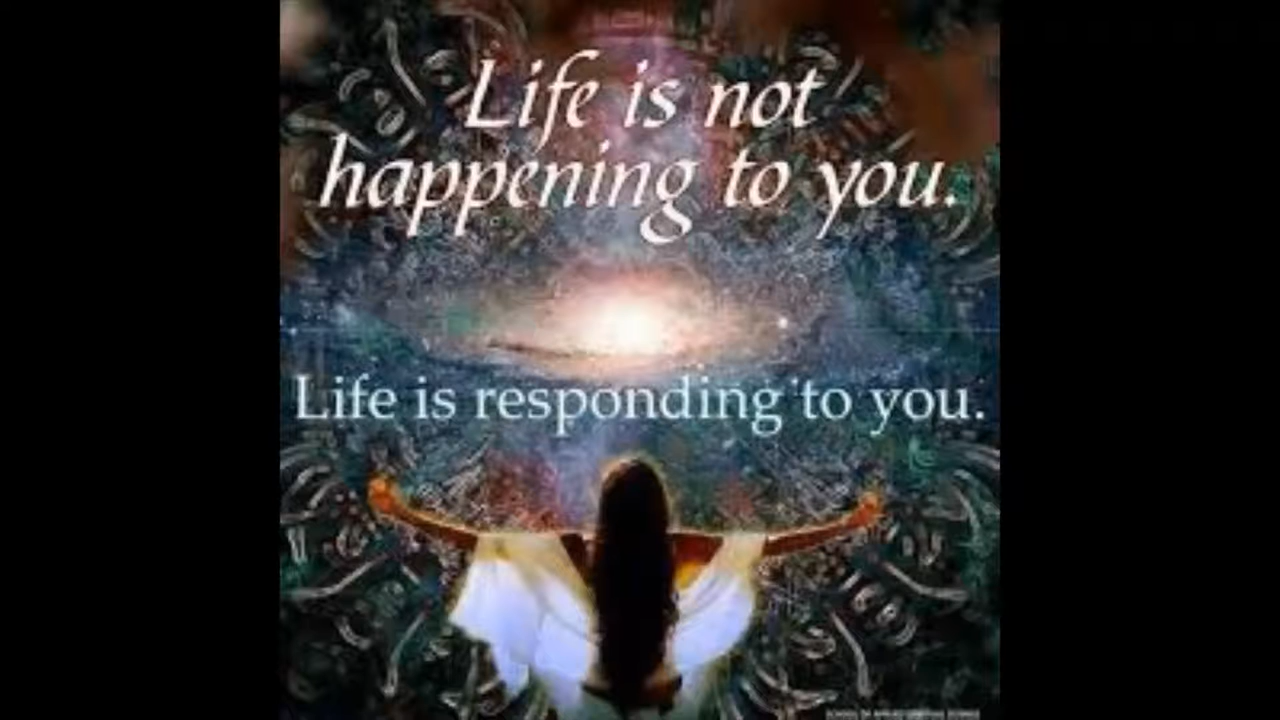 Life is not
happening to you.
Life is responding to you.